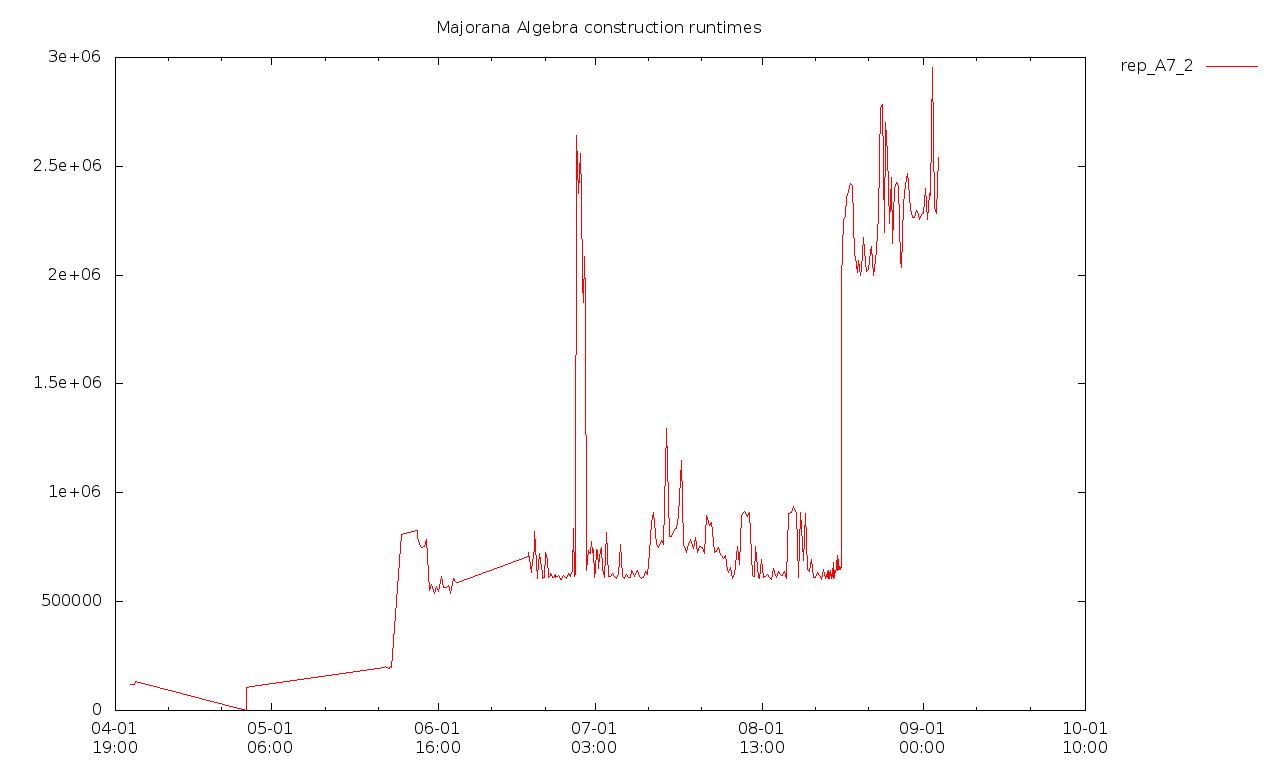 Majorana Algebra construction runtimes
rep_A7_2
3e+06
2.5e+06
2e+06
1.5e+06
1e+06
500000
0
04-01 05-01 06-01 07-01 08-01 09-01 10-01
19:00 06:00 16:00 03:00 13:00 00:00 10:00